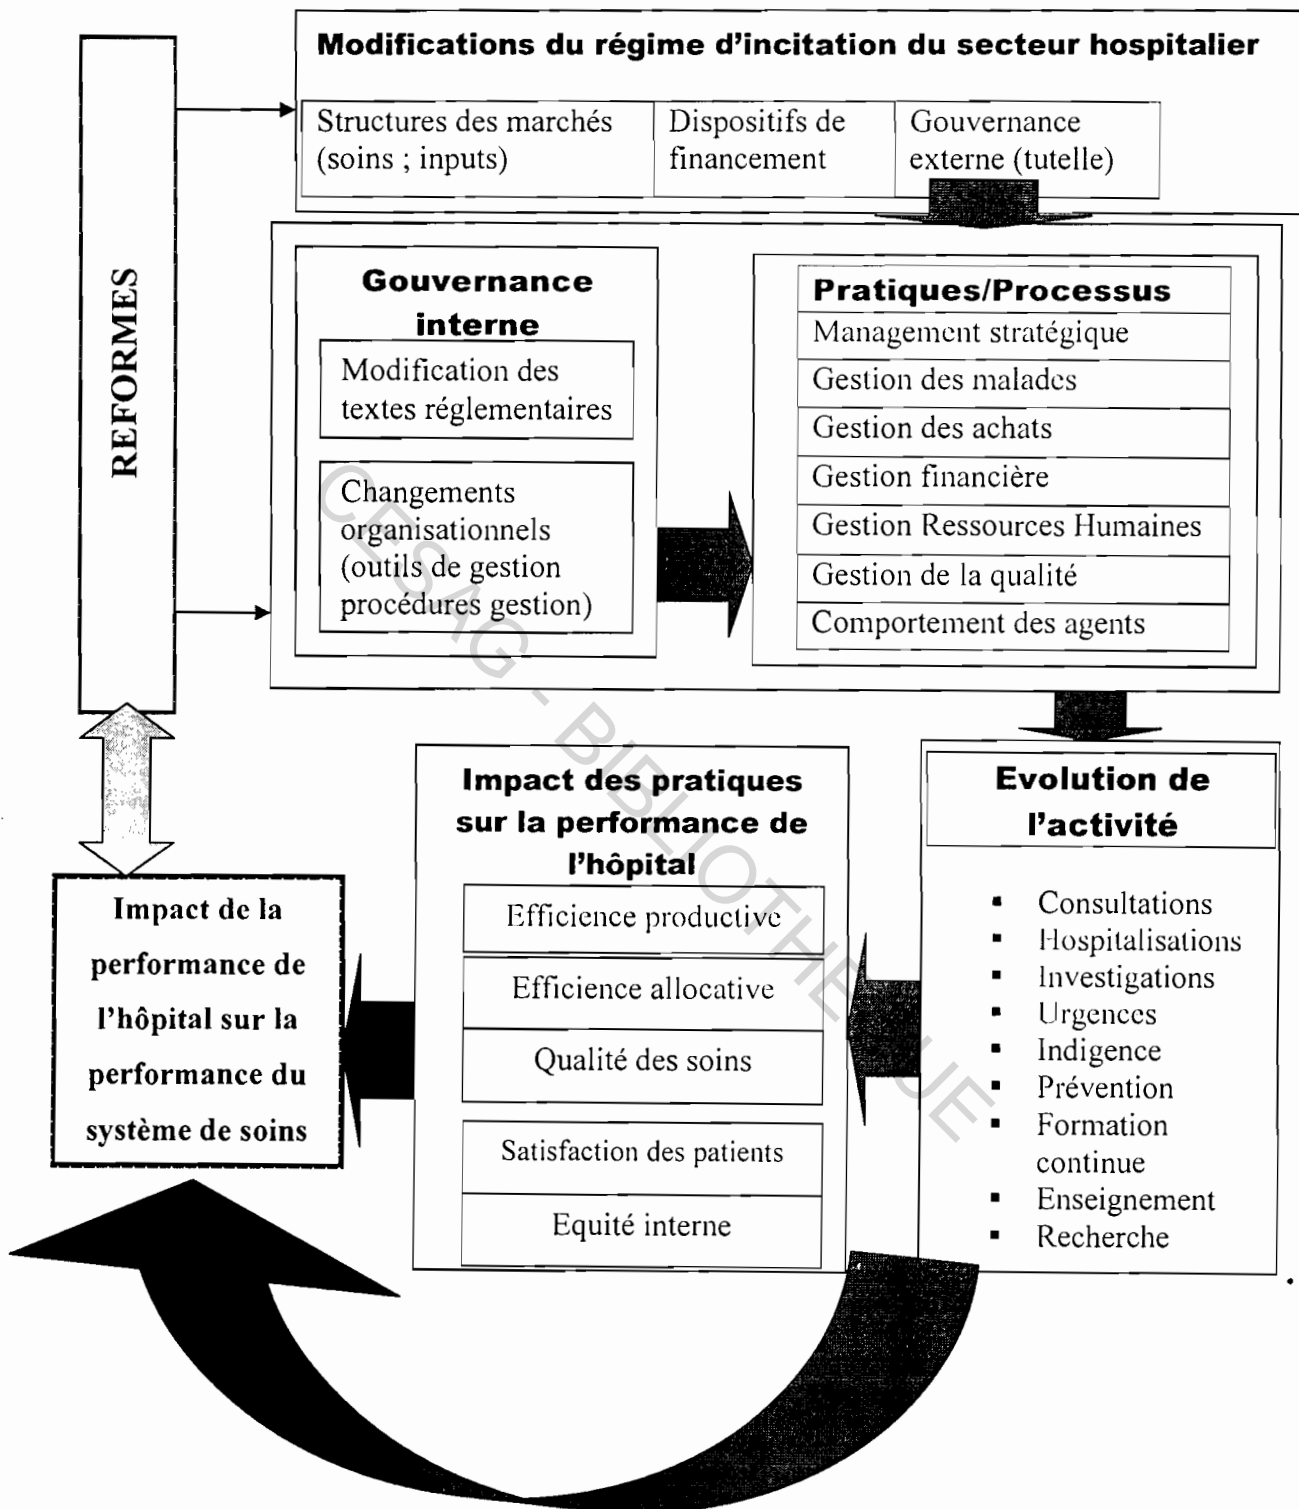 Modifications du régime d'incitation du secteur hospitalier
Structures des marchés
(soins ; inputs)
Dispositifs de
financement
Gouvernance
externe (tutelle)
REFORMES
Gouvernance
interne
Modification des
textes réglementaires
Changements
organisationnels
(outils de gestion
procédures gestion)
Pratiques/Processus
Management stratégique
Gestion des malades
Gestion des achats
Gestion financière
Gestion Ressources Humaines
Gestion de la qualité
Comportement des agents
Evolution de
l'activité
▪ Consultations
▪ Hospitalisations
▪ Investigations
▪ Urgences
▪ Indigence
▪ Prévention
▪ Formation
continue
▪ Enseignement
▪ Recherche
Impact des pratiques
sur la performance de
l'hôpital
Efficience productive
Efficience allocative
Qualité des soins
Satisfaction des patients
Equité interne
Impact de la
performance de
l'hôpital sur la
performance du
système de soins
CESAG - BIBLIOTHEQUE